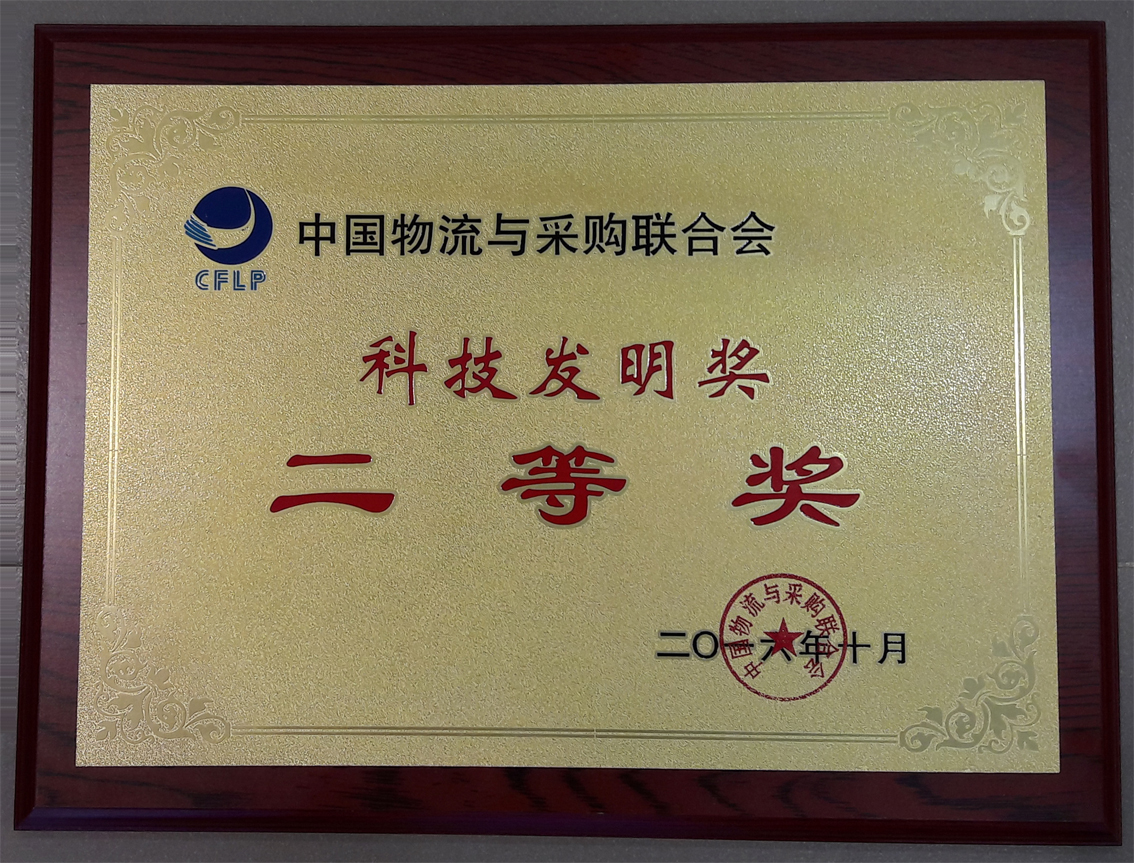 中国物流与采购联合会
CFLP
科技发明奖
二等奖
二〇一六年十月
中国物流与采购联合会